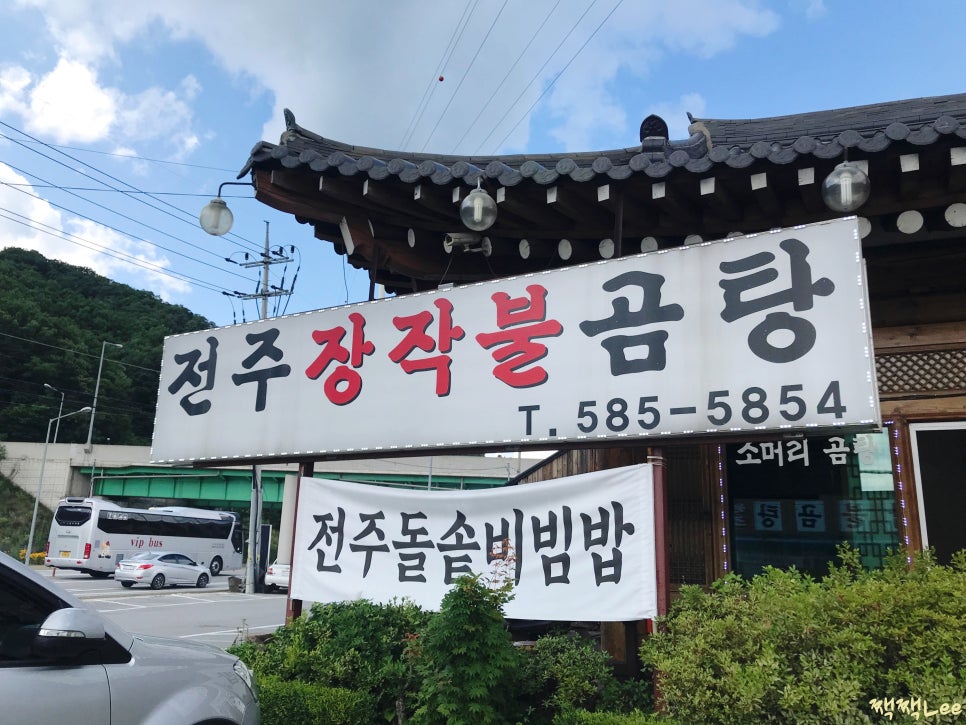 전주 장작불 곰탕
T. 585-5854
소머리 곰탕
전주돌솥비빔밥
vip bus
짹짹Lee